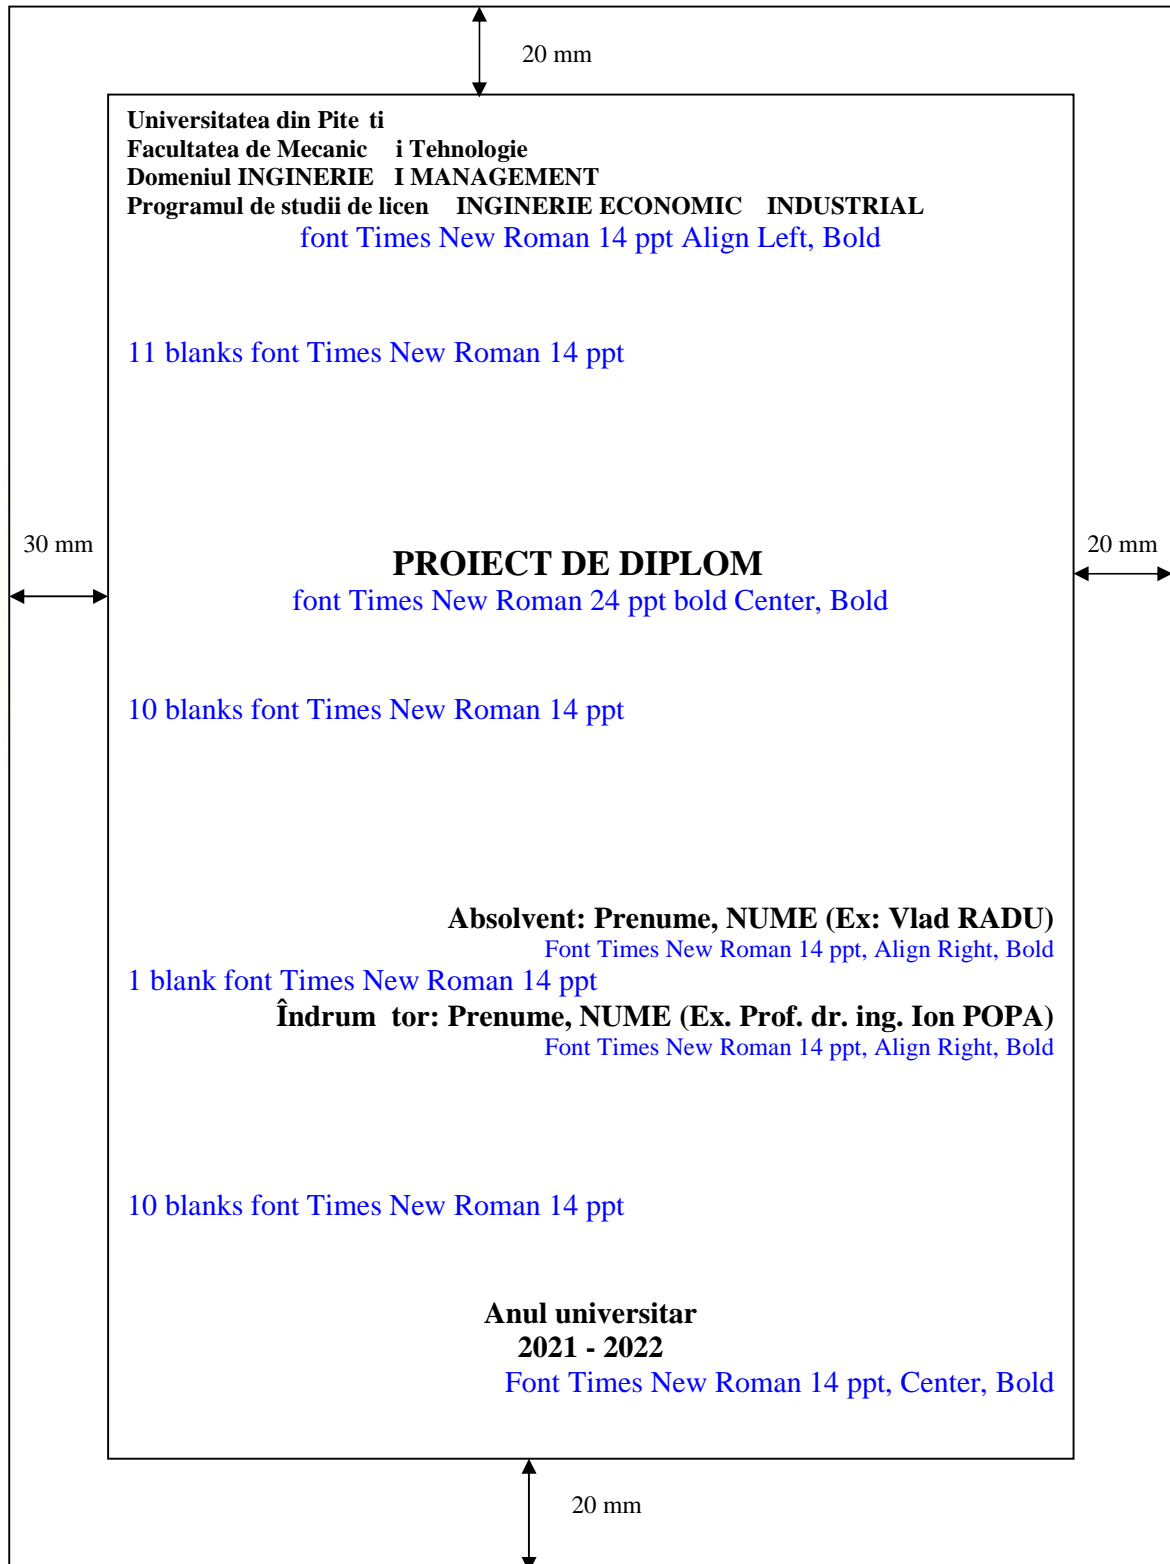 20 mm
Universitatea din Pite ti
Facultatea de Mecanic i Tehnologie
Domeniul INGINERIE I MANAGEMENT
Programul de studii de licen INGINERIE ECONOMIC INDUSTRIAL
font Times New Roman 14 ppt Align Left, Bold
11 blanks font Times New Roman 14 ppt
30 mm
20 mm
PROIECT DE DIPLOM
font Times New Roman 24 ppt bold Center, Bold
10 blanks font Times New Roman 14 ppt
Absolvent: Prenume, NUME (Ex: Vlad RADU)
Font Times New Roman 14 ppt, Align Right, Bold
1 blank font Times New Roman 14 ppt
Îndrum tor: Prenume, NUME (Ex. Prof. dr. ing. Ion POPA)
Font Times New Roman 14 ppt, Align Right, Bold
10 blanks font Times New Roman 14 ppt
Anul universitar
2021 - 2022
Font Times New Roman 14 ppt, Center, Bold
20 mm